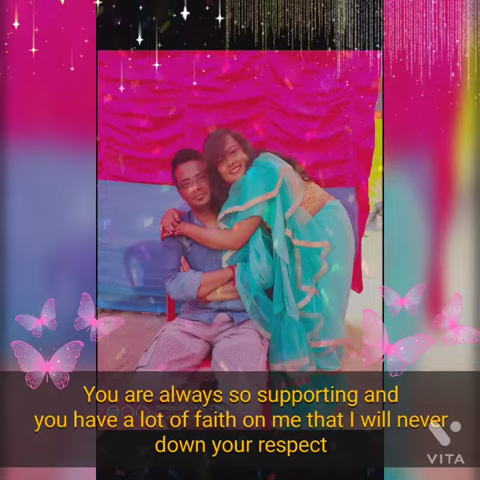 You are always so supporting and
you have a lot of faith on me that I will never
down your respect
VITA